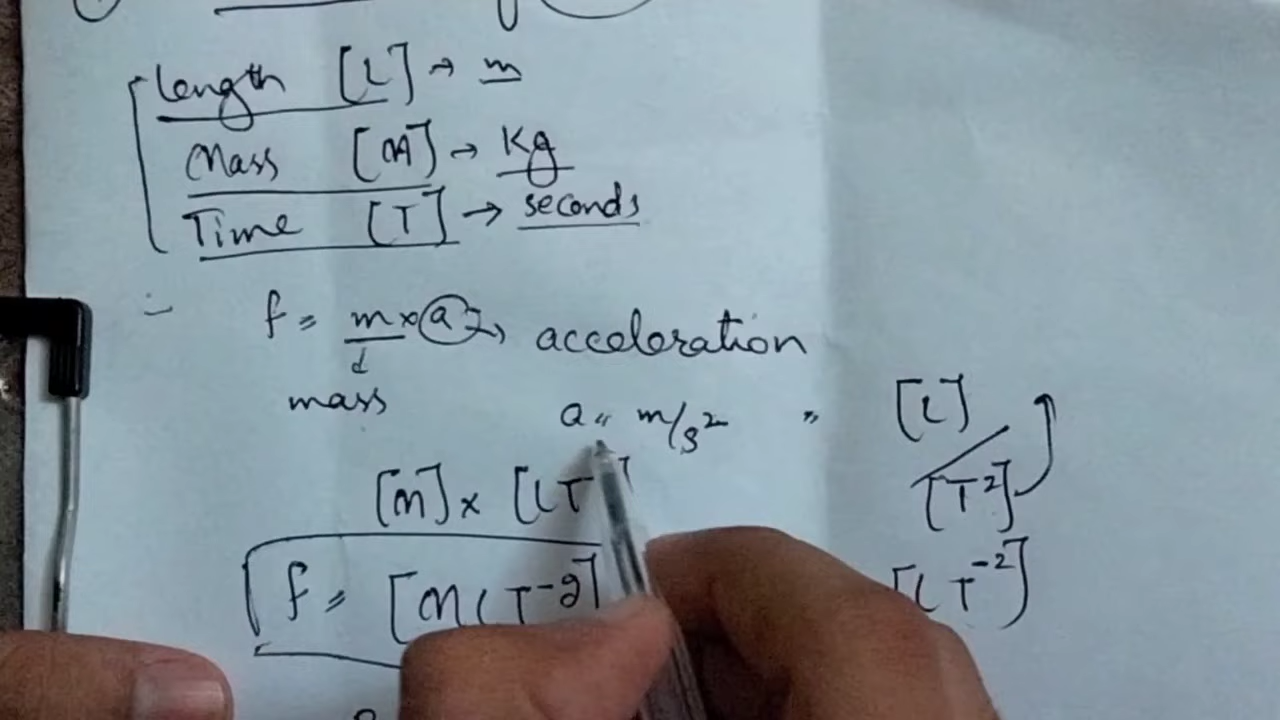 Length [L] → m
Mass [M] → Kg
Time [T] → seconds
f = m × a → acceleration
mass
a = m/s² = [L] / [T²]
[M] × [LT
f = [MLT⁻²]
[LT⁻²]